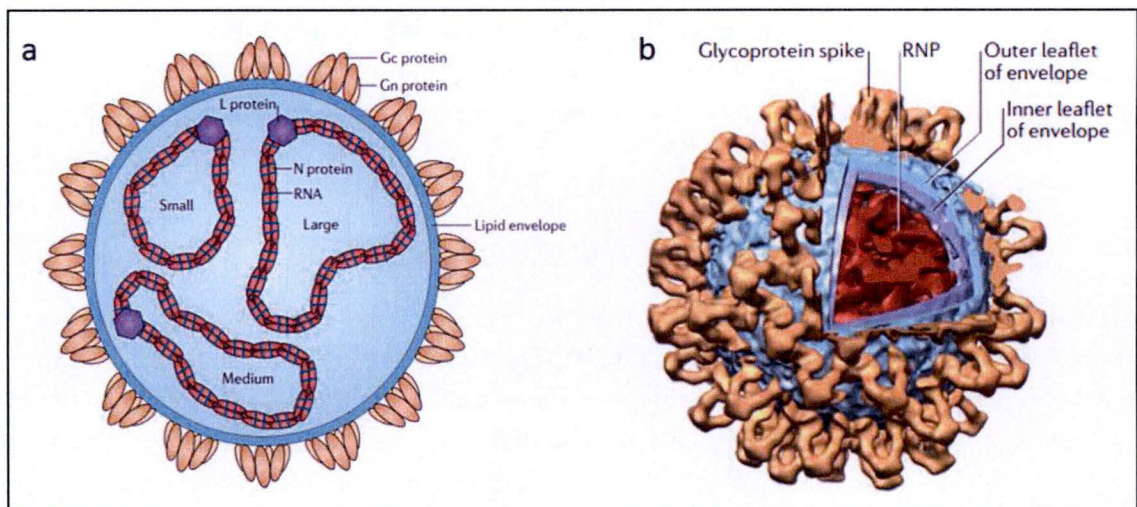 a
Gc protein
Gn protein
L protein
N protein
RNA
Small
Large
Lipid envelope
Medium
b
Glycoprotein spike
RNP
Outer leaflet
of envelope
Inner leaflet
of envelope